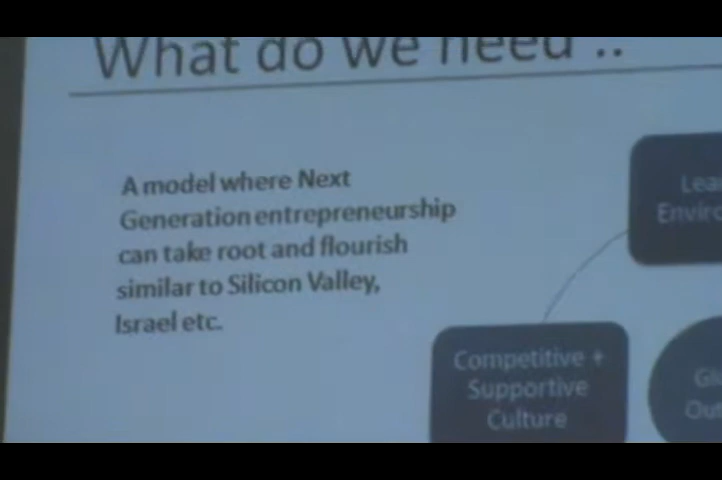 What do we need ..
A model where Next
Generation entrepreneurship
can take root and flourish
similar to Silicon Valley,
Israel etc.
Competitive +
Supportive
Culture